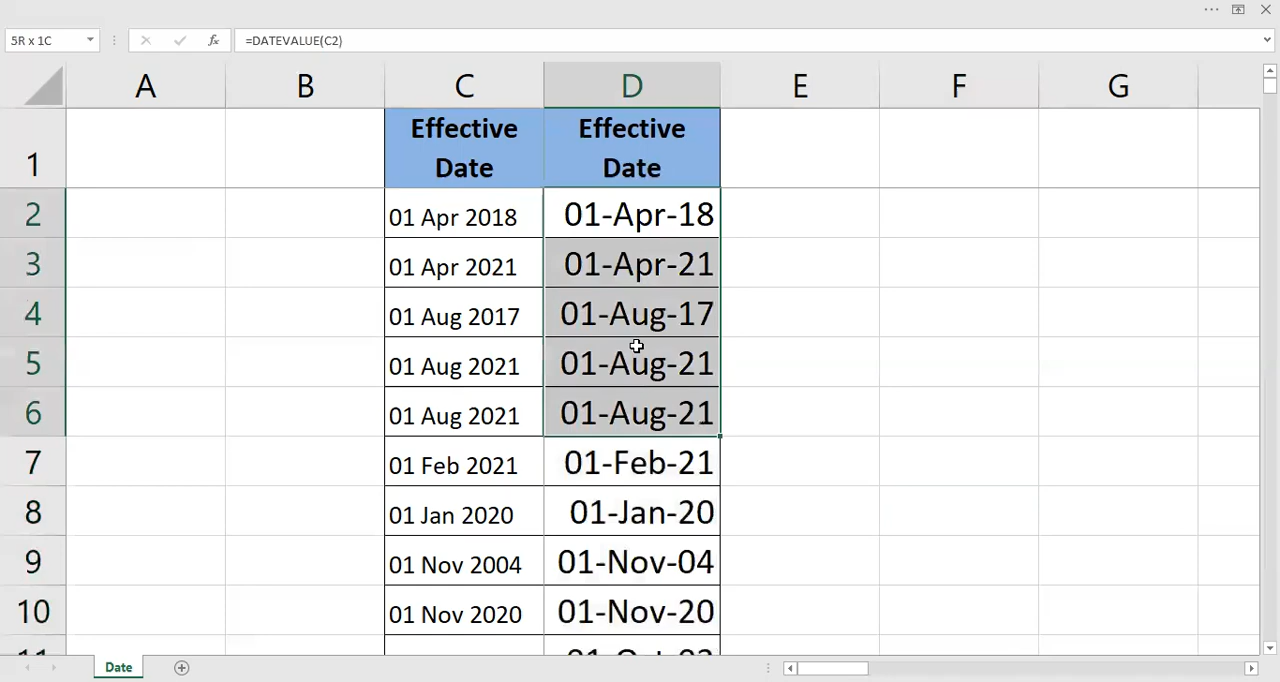 5R x 1C
fx
=DATEVALUE(C2)
A B C D E F G
1 Effective Date Effective Date
2 01 Apr 2018 01-Apr-18
3 01 Apr 2021 01-Apr-21
4 01 Aug 2017 01-Aug-17
5 01 Aug 2021 01-Aug-21
6 01 Aug 2021 01-Aug-21
7 01 Feb 2021 01-Feb-21
8 01 Jan 2020 01-Jan-20
9 01 Nov 2004 01-Nov-04
10 01 Nov 2020 01-Nov-20
Date